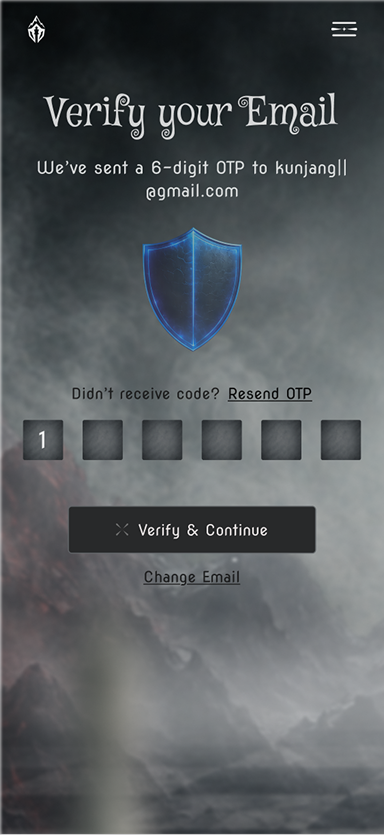 Verify your Email
We've sent a 6-digit OTP to kunjang||
@gmail.com
Didn't receive code? Resend OTP
1
Verify & Continue
Change Email